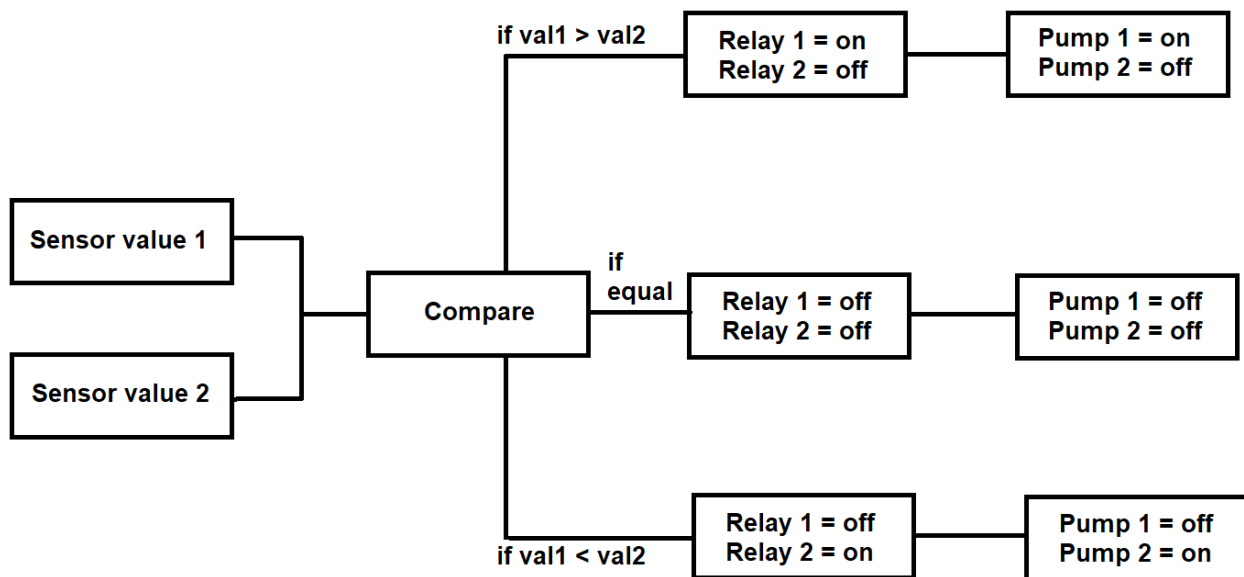 Sensor value 1
Sensor value 2
Compare
if val1 > val2
Relay 1 = on
Relay 2 = off
Pump 1 = on
Pump 2 = off
if
equal
Relay 1 = off
Relay 2 = off
Pump 1 = off
Pump 2 = off
if val1 < val2
Relay 1 = off
Relay 2 = on
Pump 1 = off
Pump 2 = on